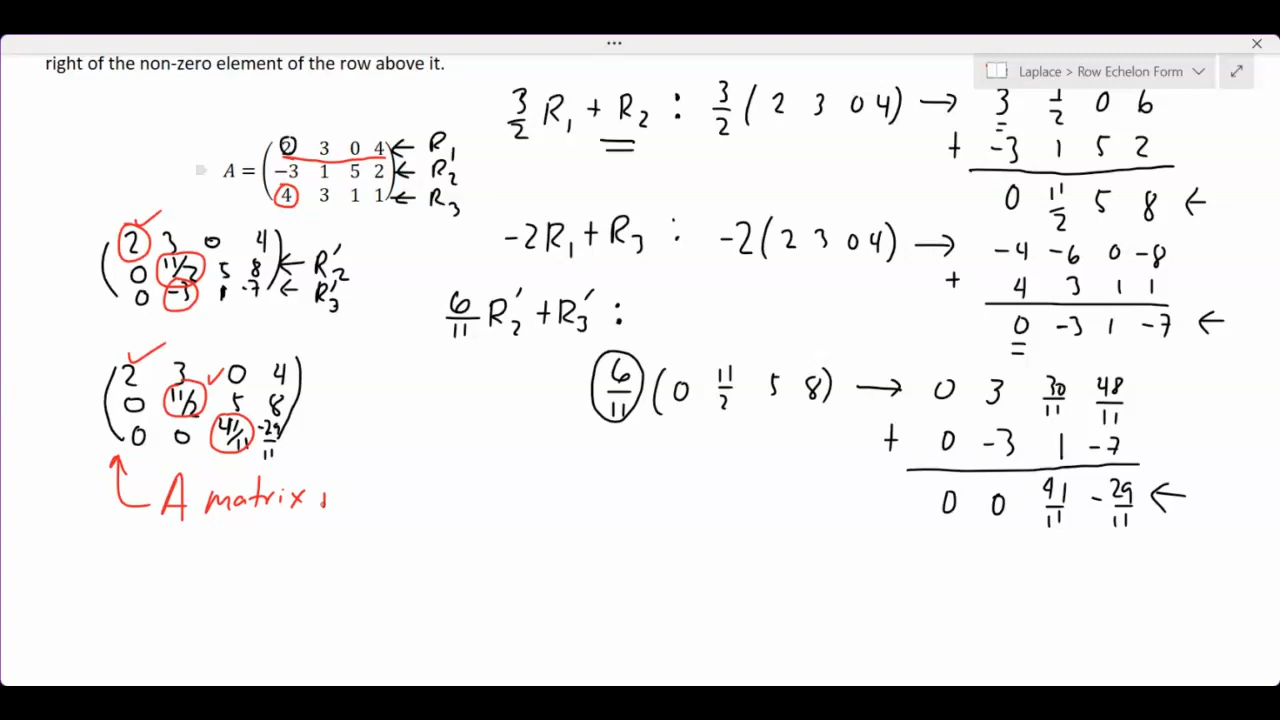 right of the non-zero element of the row above it.
Laplace > Row Echelon Form
A = ( 2 3 0 4 ) ← R1
( −3 1 5 2 ) ← R2
( 4 3 1 1 ) ← R3
3/2 R1 + R2 : 3/2 ( 2 3 0 4 ) → 3 1/2 0 6
+ −3 1 5 2
0 11/2 5 8 ←
( 2 3 0 4 )
( 0 11/2 5 8 ) ← R2′
( 0 −3 1 -7 ) ← R3′
−2R1 + R3 : −2 ( 2 3 0 4 ) → −4 −6 0 −8
+ 4 3 1 1
0 −3 1 −7 ←
6/11 R2′ + R3′ :
6/11 ( 0 11/2 5 8 ) → 0 3 30/11 48/11
+ 0 −3 1 −7
0 0 41/11 -29/11 ←
( 2 3 0 4 )
( 0 11/2 5 8 )
( 0 0 41/11 -29/11 )
A matrix